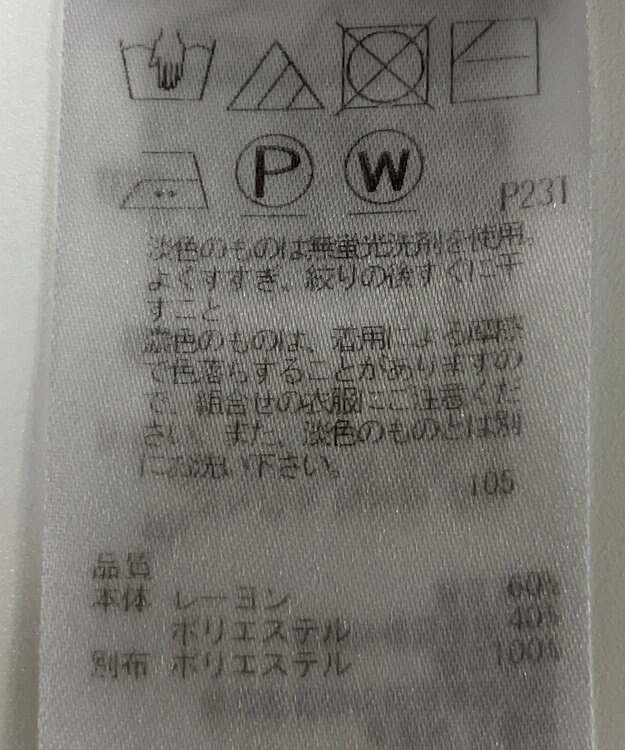 P W
P231
淡色のものは無蛍光洗剤を使用。
よくすすぎ、絞りの後すぐに干
すこと
濃色のものは、着用による摩擦
で色落ちすることがありますの
で、組合せの衣服にご注意くだ
さい。また、淡色のものとは別
にお洗い下さい。
105
品質
本体 レーヨン 60%
ポリエステル 40%
別布 ポリエステル 100%